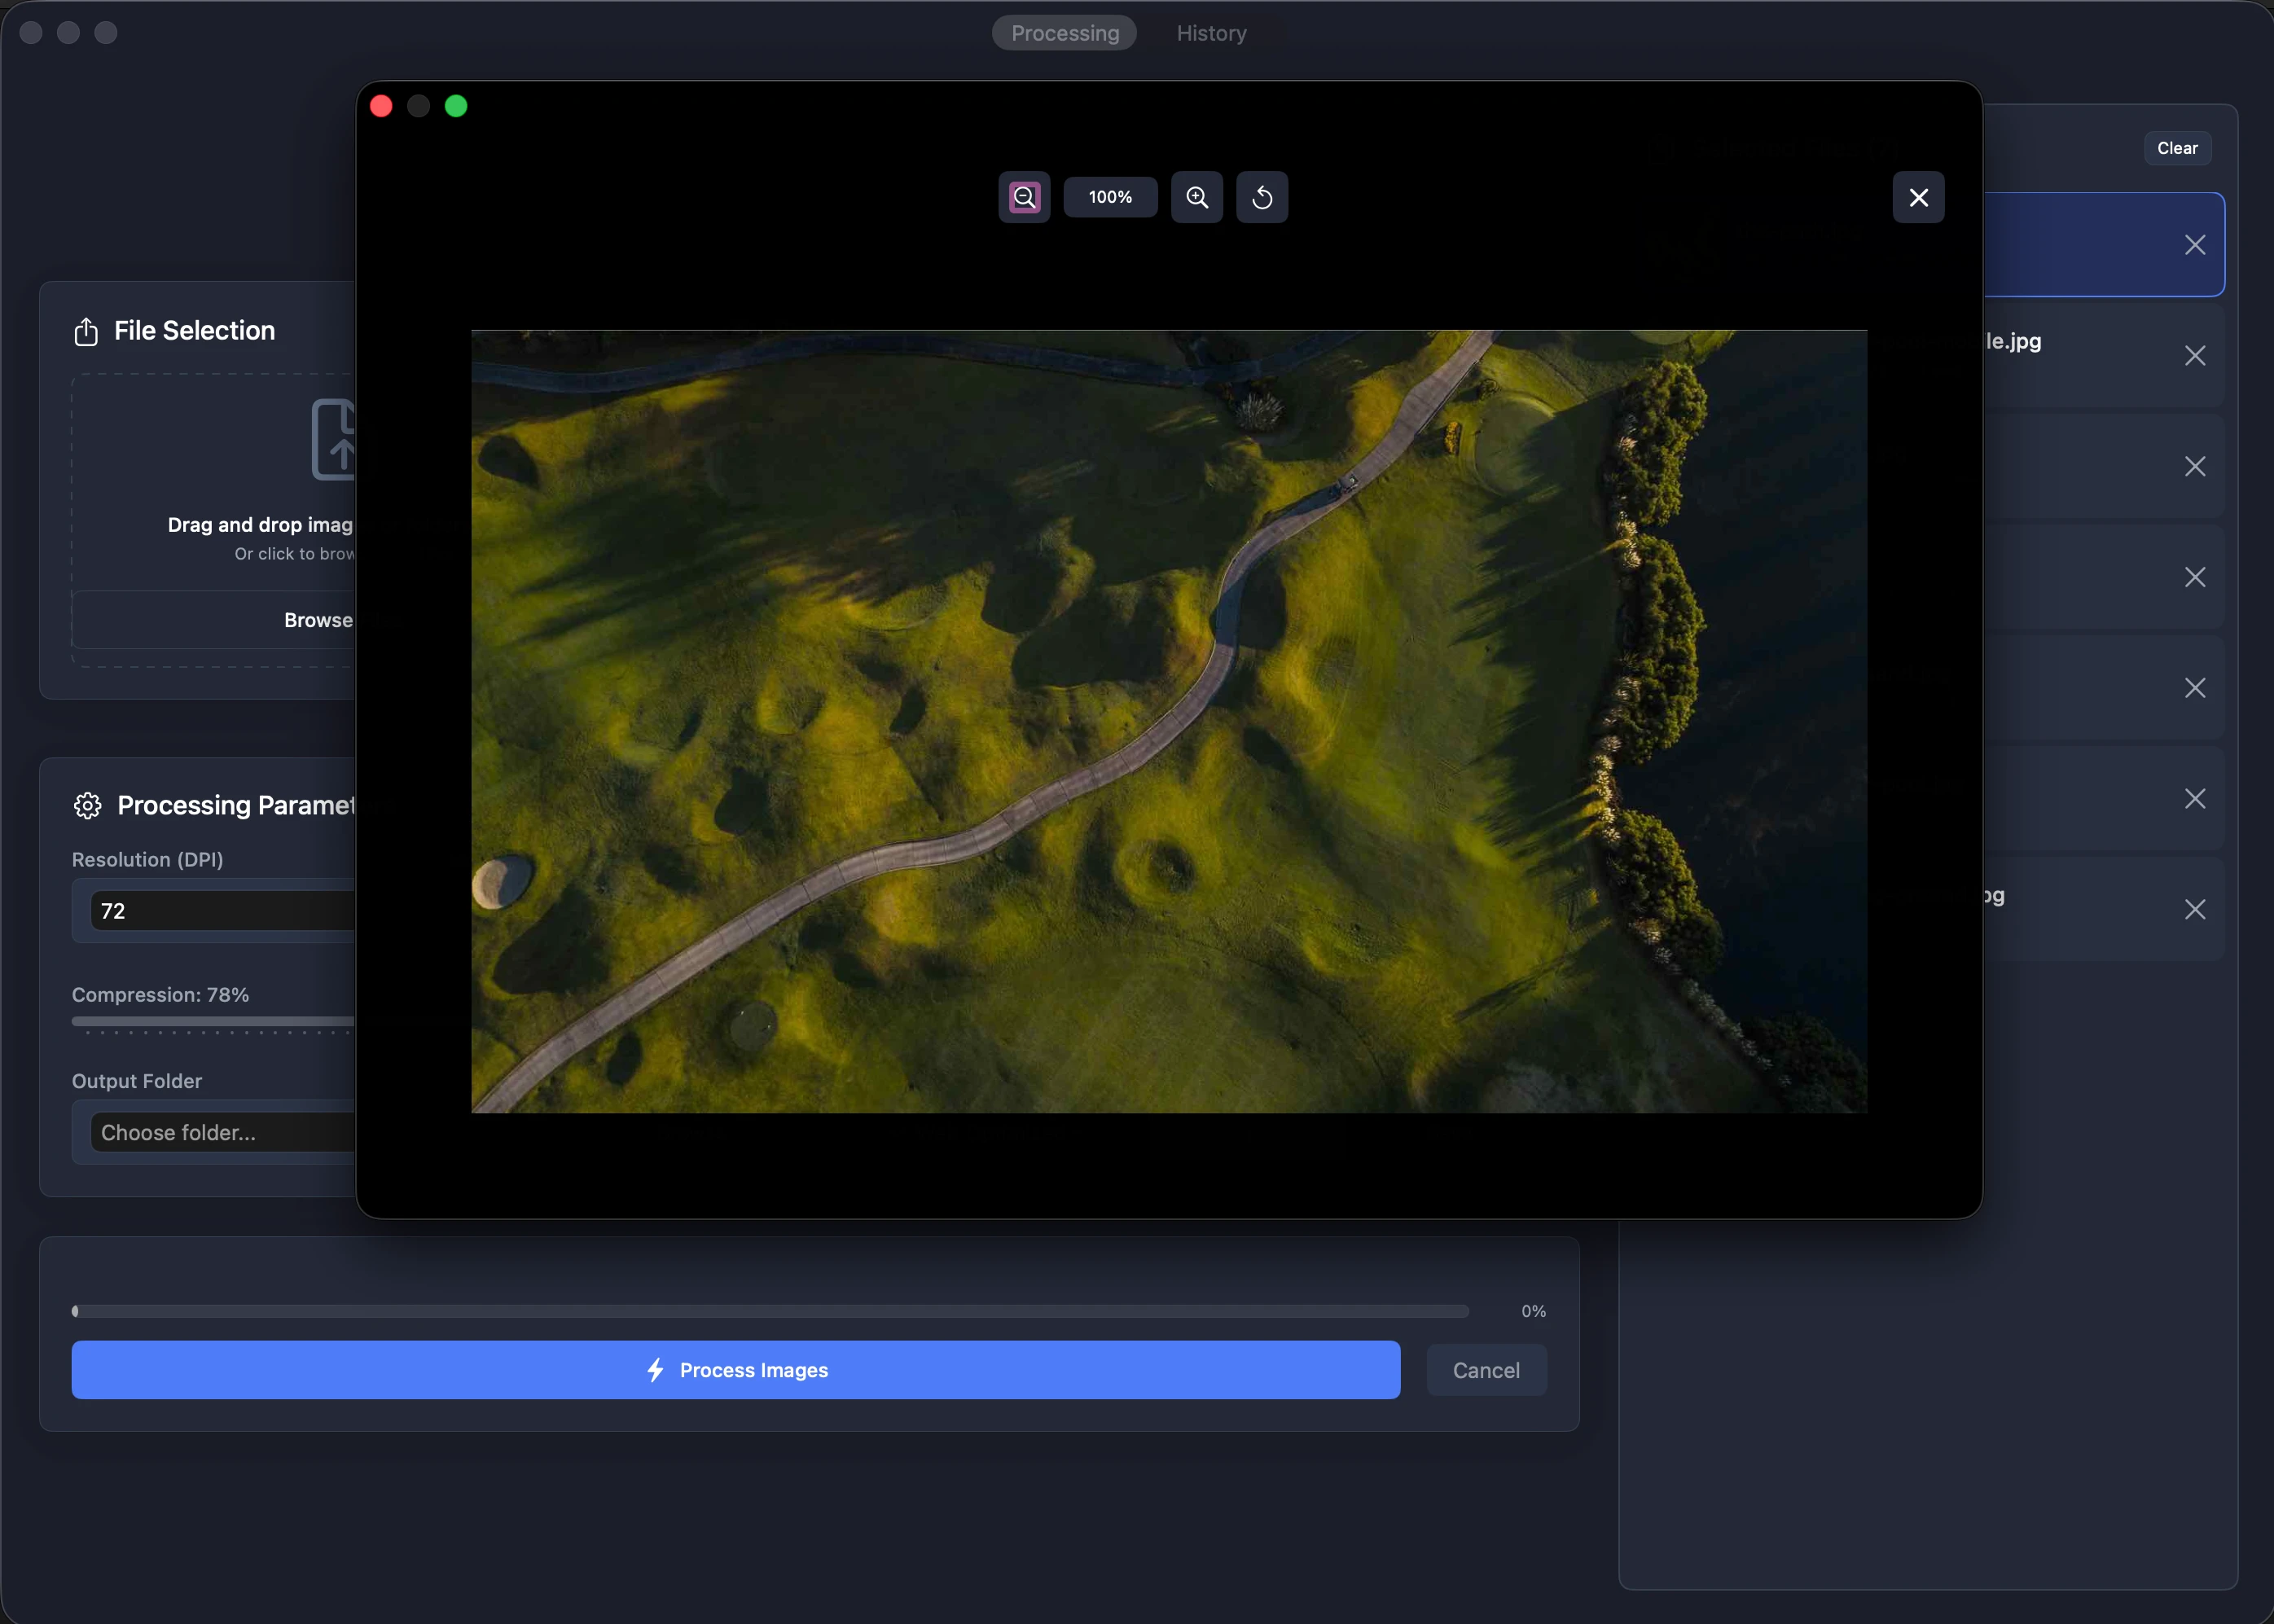 Processing History
100%
Clear
File Selection
le.jpg
Drag and drop imag
Or click to brow
Browse
Processing Paramet
Resolution (DPI)
72
Compression: 78%
Output Folder
Choose folder...
0%
Process Images
Cancel